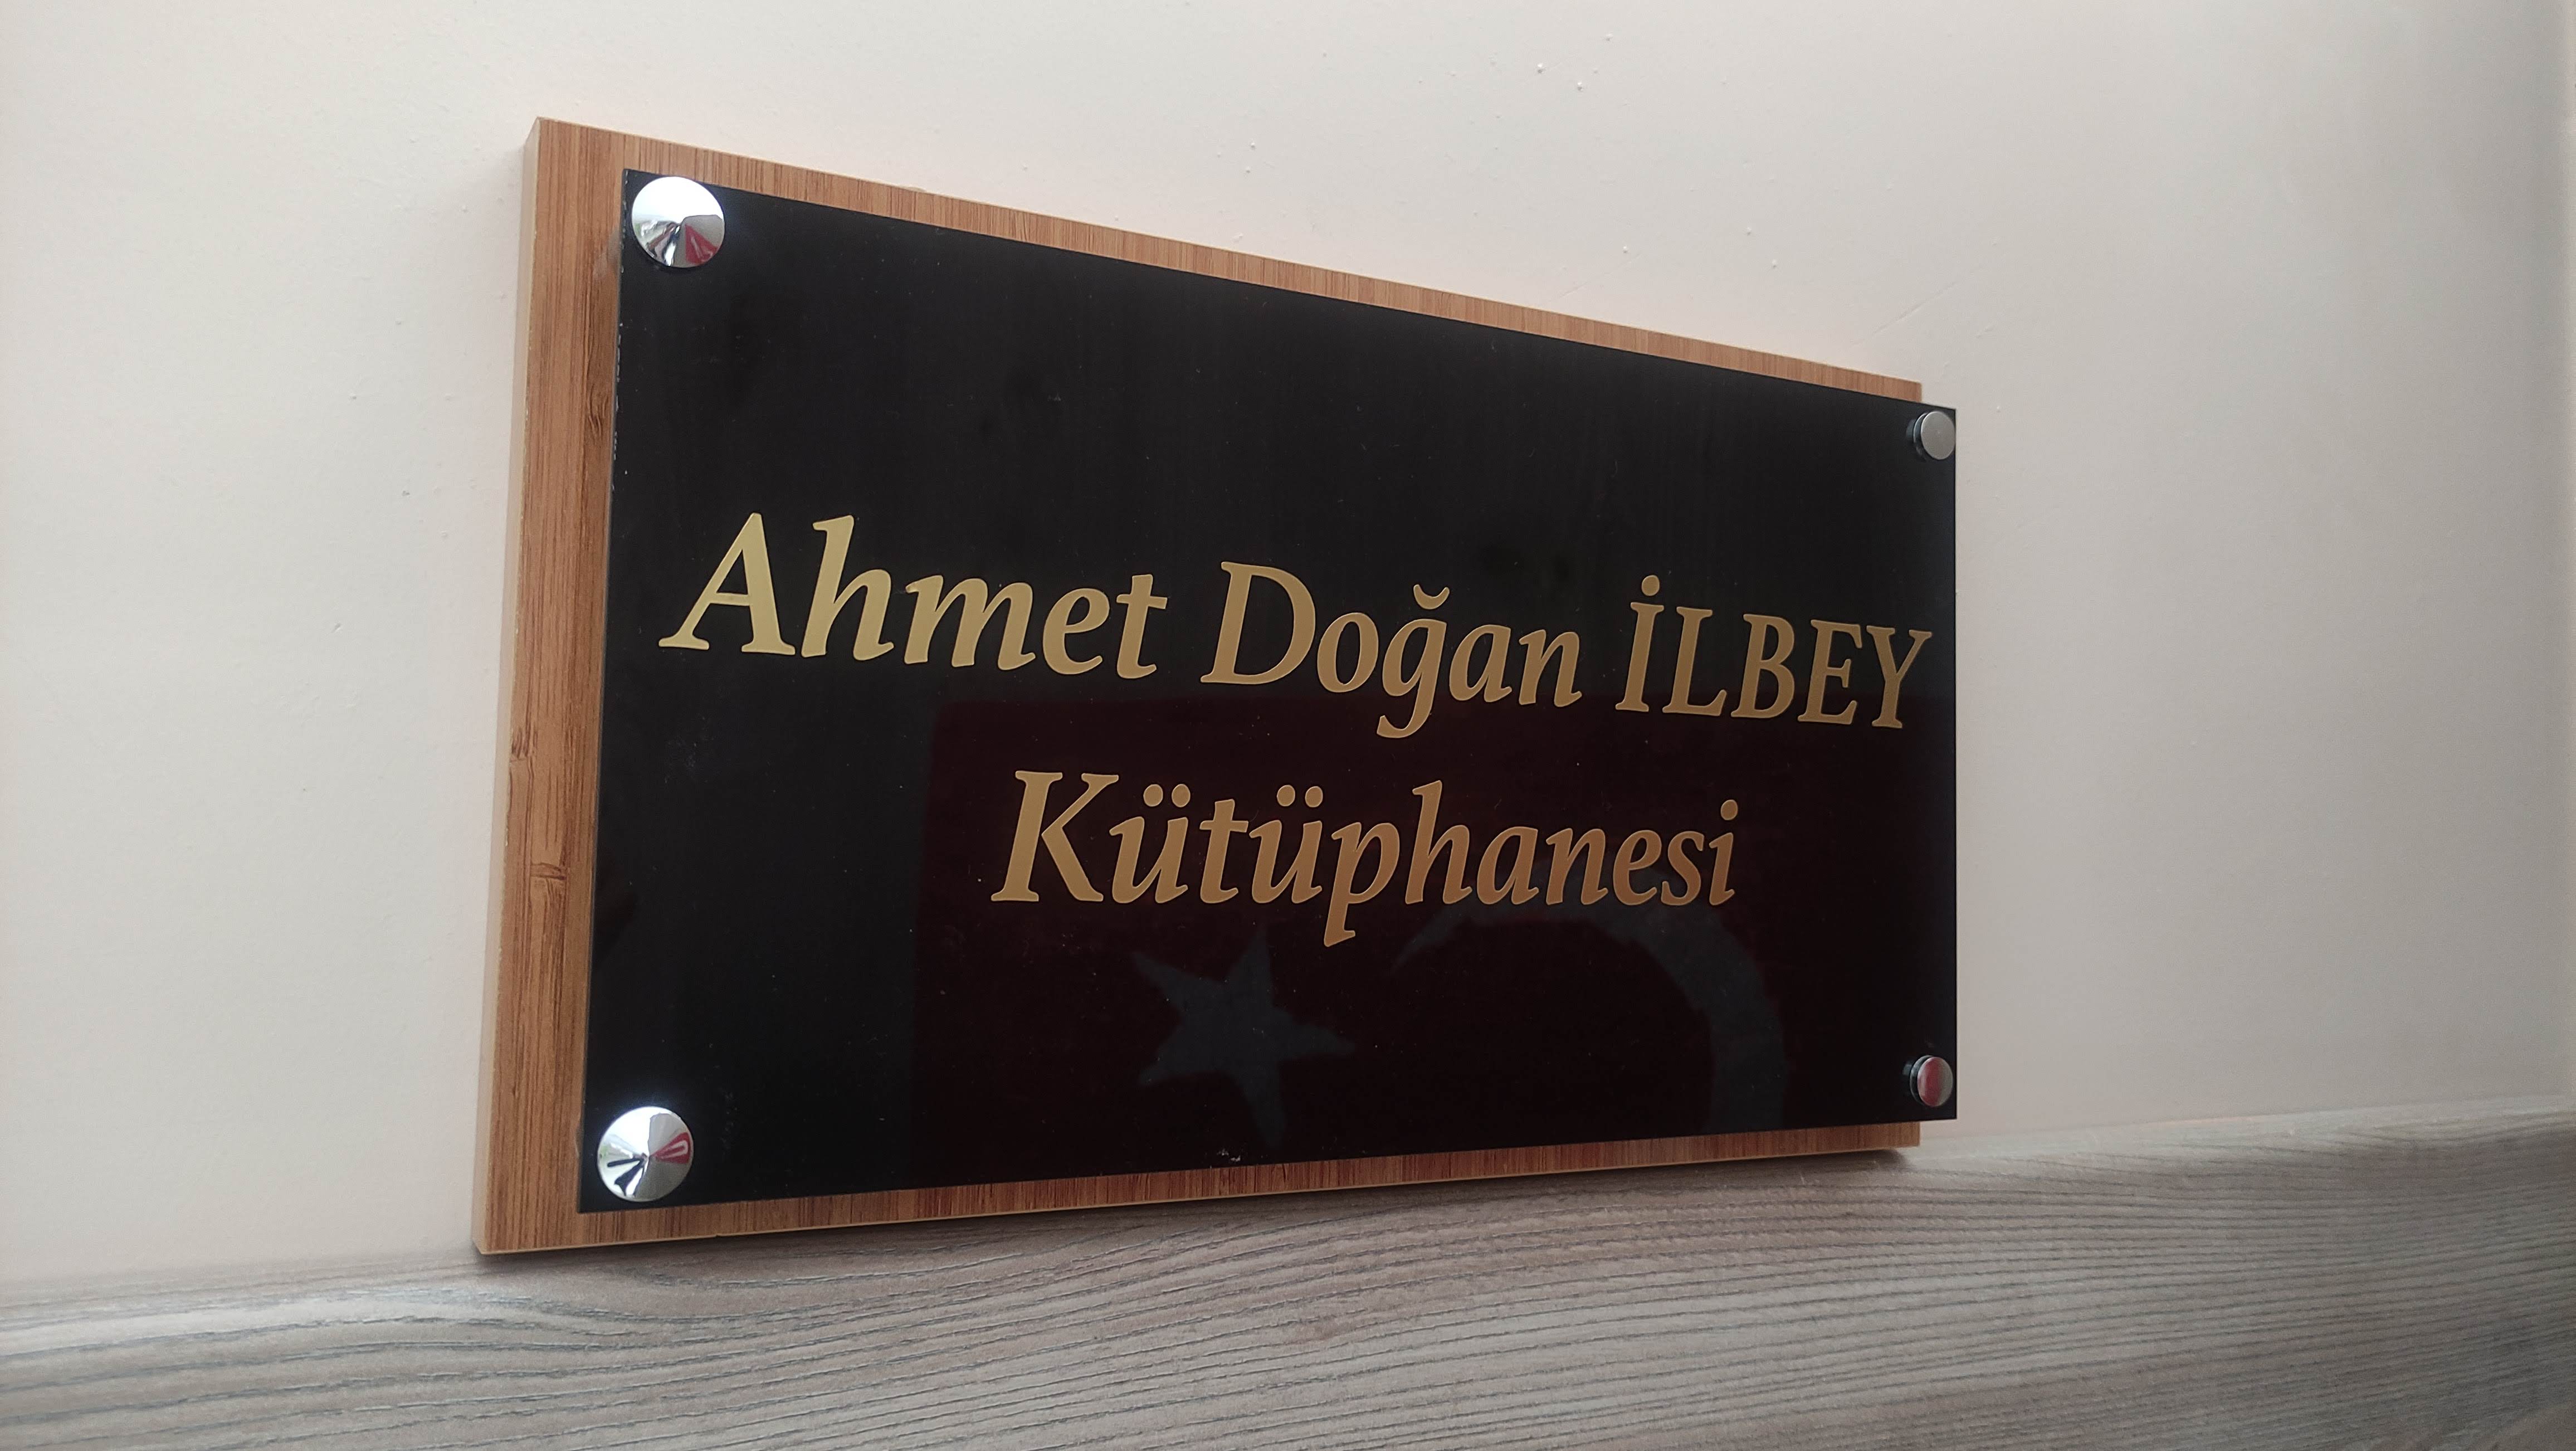 Ahmet Doğan İLBEY
Kütüphanesi